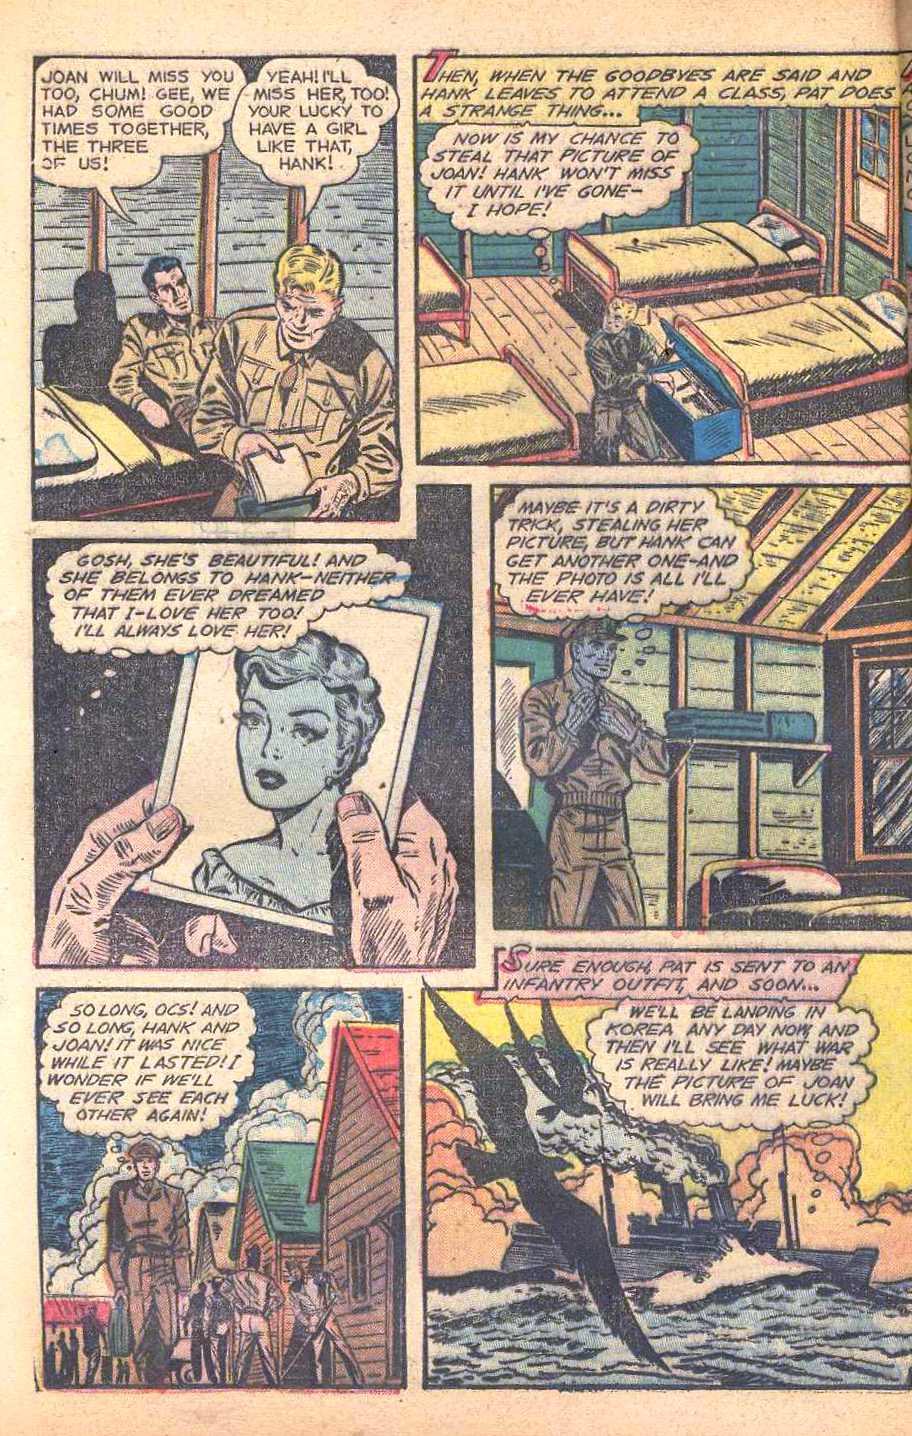 JOAN WILL MISS YOU
TOO, CHUM! GEE, WE
HAD SOME GOOD
TIMES TOGETHER,
THE THREE
OF US!
YEAH! I'LL
MISS HER, TOO!
YOUR LUCKY TO
HAVE A GIRL
LIKE THAT,
HANK!
THEN, WHEN THE GOODBYES ARE SAID AND
HANK LEAVES TO ATTEND A CLASS, PAT DOES
A STRANGE THING...
NOW IS MY CHANCE TO
STEAL THAT PICTURE OF
JOAN! HANK WON'T MISS
IT UNTIL I'VE GONE-
I HOPE!
GOSH, SHE'S BEAUTIFUL! AND
SHE BELONGS TO HANK-NEITHER
OF THEM EVER DREAMED
THAT I-LOVE HER TOO!
I'LL ALWAYS LOVE HER!
MAYBE IT'S A DIRTY
TRICK, STEALING HER
PICTURE, BUT HANK CAN
GET ANOTHER ONE-AND
THE PHOTO IS ALL I'LL
EVER HAVE!
SO LONG, OCS! AND
SO LONG, HANK AND
JOAN! IT WAS NICE
WHILE IT LASTED! I
WONDER IF WE'LL
EVER SEE EACH
OTHER AGAIN!
SURE ENOUGH, PAT IS SENT TO AN
INFANTRY OUTFIT, AND SOON...
WE'LL BE LANDING IN
KOREA ANY DAY NOW, AND
THEN I'LL SEE WHAT WAR
IS REALLY LIKE! MAYBE
THE PICTURE OF JOAN
WILL BRING ME LUCK!